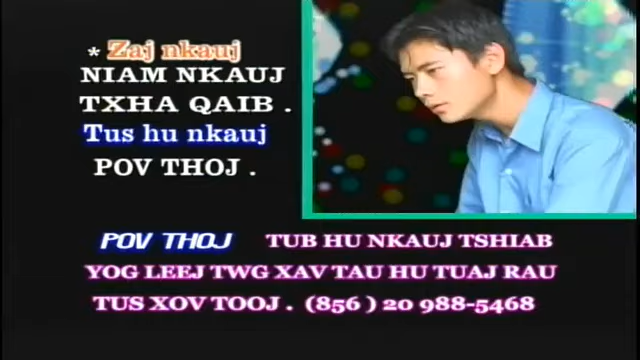 * Zaj nkauj
NIAM NKAUJ
TXHA QAIB .
Tus hu nkauj
POV THOJ .
POV THOJ TUB HU NKAUJ TSHIAB
YOG LEEJ TWG XAV TAU HU TUAJ RAU
TUS XOV TOOJ . (856 ) 20 988-5468